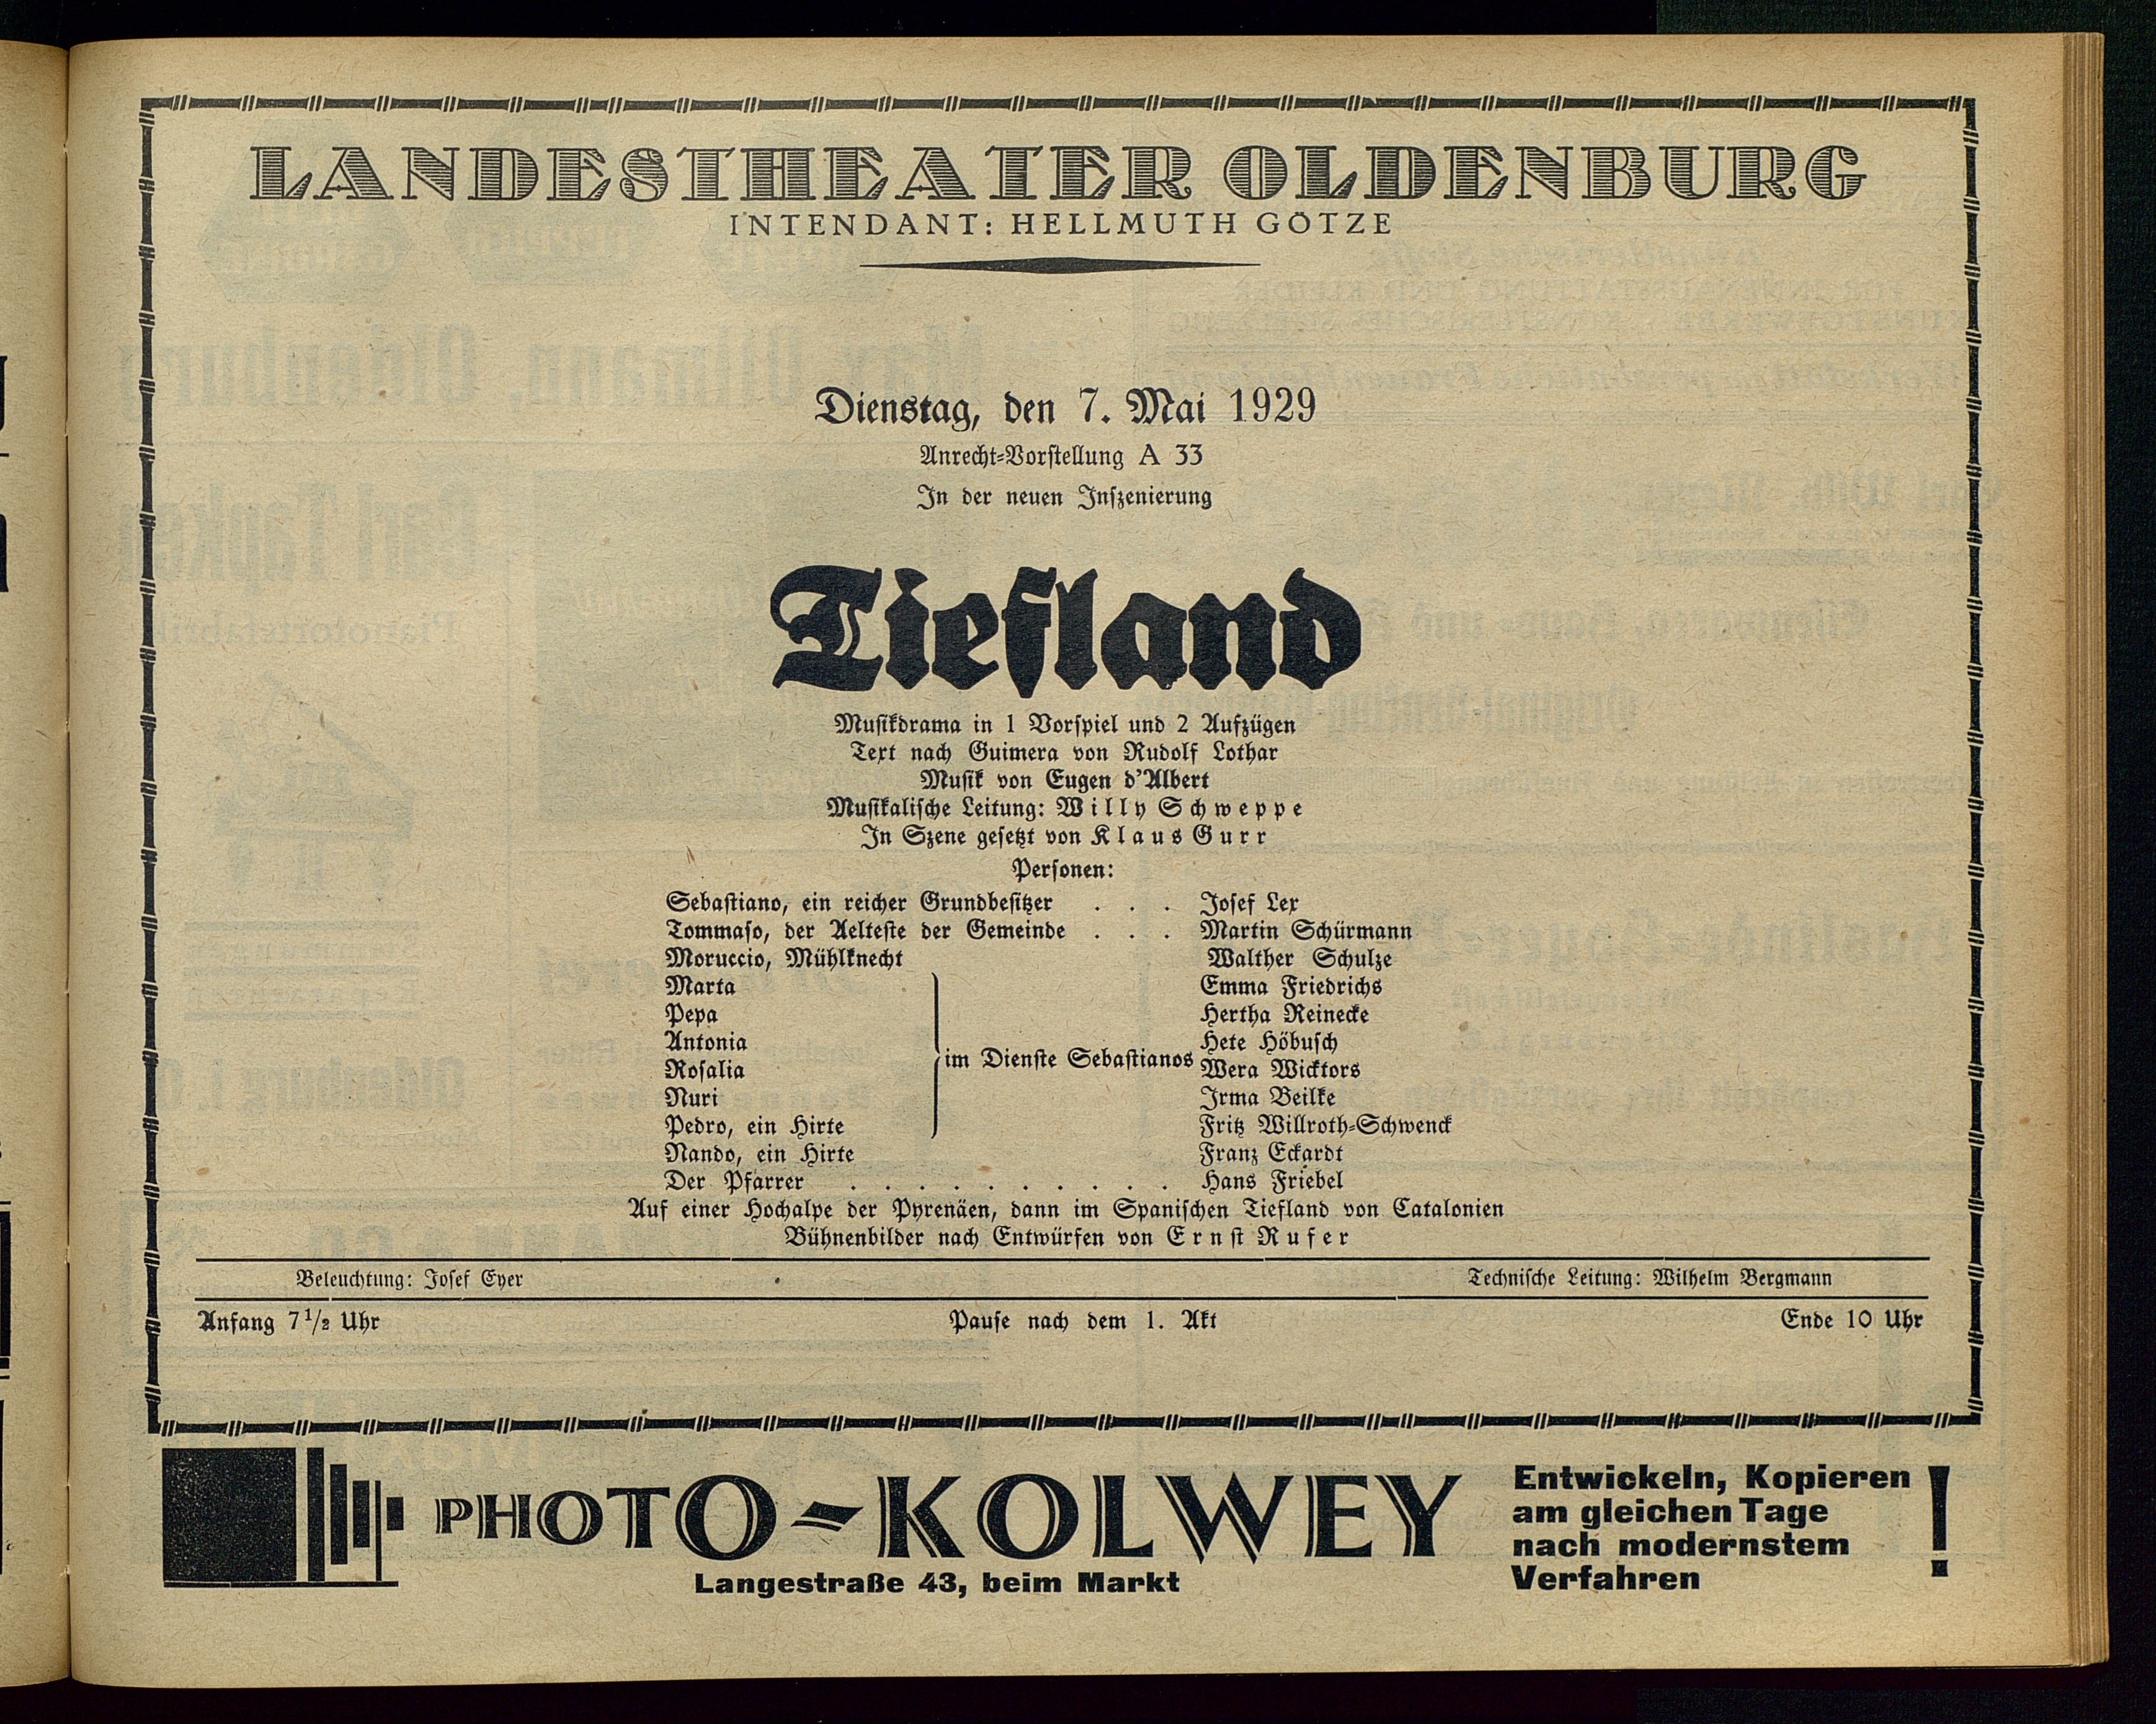 LANDESTHEATER OLDENBURG
INTENDANT: HELLMUTH GÖTZE
Dienstag, den 7. Mai 1929
Anrecht-Vorstellung A 33
In der neuen Inszenierung
Tiefland
Musikdrama in 1 Vorspiel und 2 Aufzügen
Text nach Guimera von Rudolf Lothar
Musik von Eugen d'Albert
Musikalische Leitung: Willy Schweppe
In Szene gesetzt von Klaus Gurr
Personen:
Sebastiano, ein reicher Grundbesitzer . . . Josef Lex
Tommaso, der Aelteste der Gemeinde . . . Martin Schürmann
Moruccio, Mühlknecht Walther Schulze
Marta Emma Friedrichs
Pepa Hertha Reinecke
Antonia Hete Höbusch
im Dienste Sebastianos
Rosalia Wera Wicktors
Nuri Irma Beilke
Pedro, ein Hirte Fritz Willroth-Schwenck
Nando, ein Hirte Franz Eckardt
Der Pfarrer . . . . . . . . . . Hans Friebel
Auf einer Hochalpe der Pyrenäen, dann im Spanischen Tiefland von Catalonien
Bühnenbilder nach Entwürfen von Ernst Rufer
Beleuchtung: Josef Eyer Technische Leitung: Wilhelm Bergmann
Anfang 7 1/2 Uhr Pause nach dem 1. Akt Ende 10 Uhr
PHOTO-KOLWEY
Langestraße 43, beim Markt
Entwickeln, Kopieren
am gleichen Tage
nach modernstem
Verfahren !